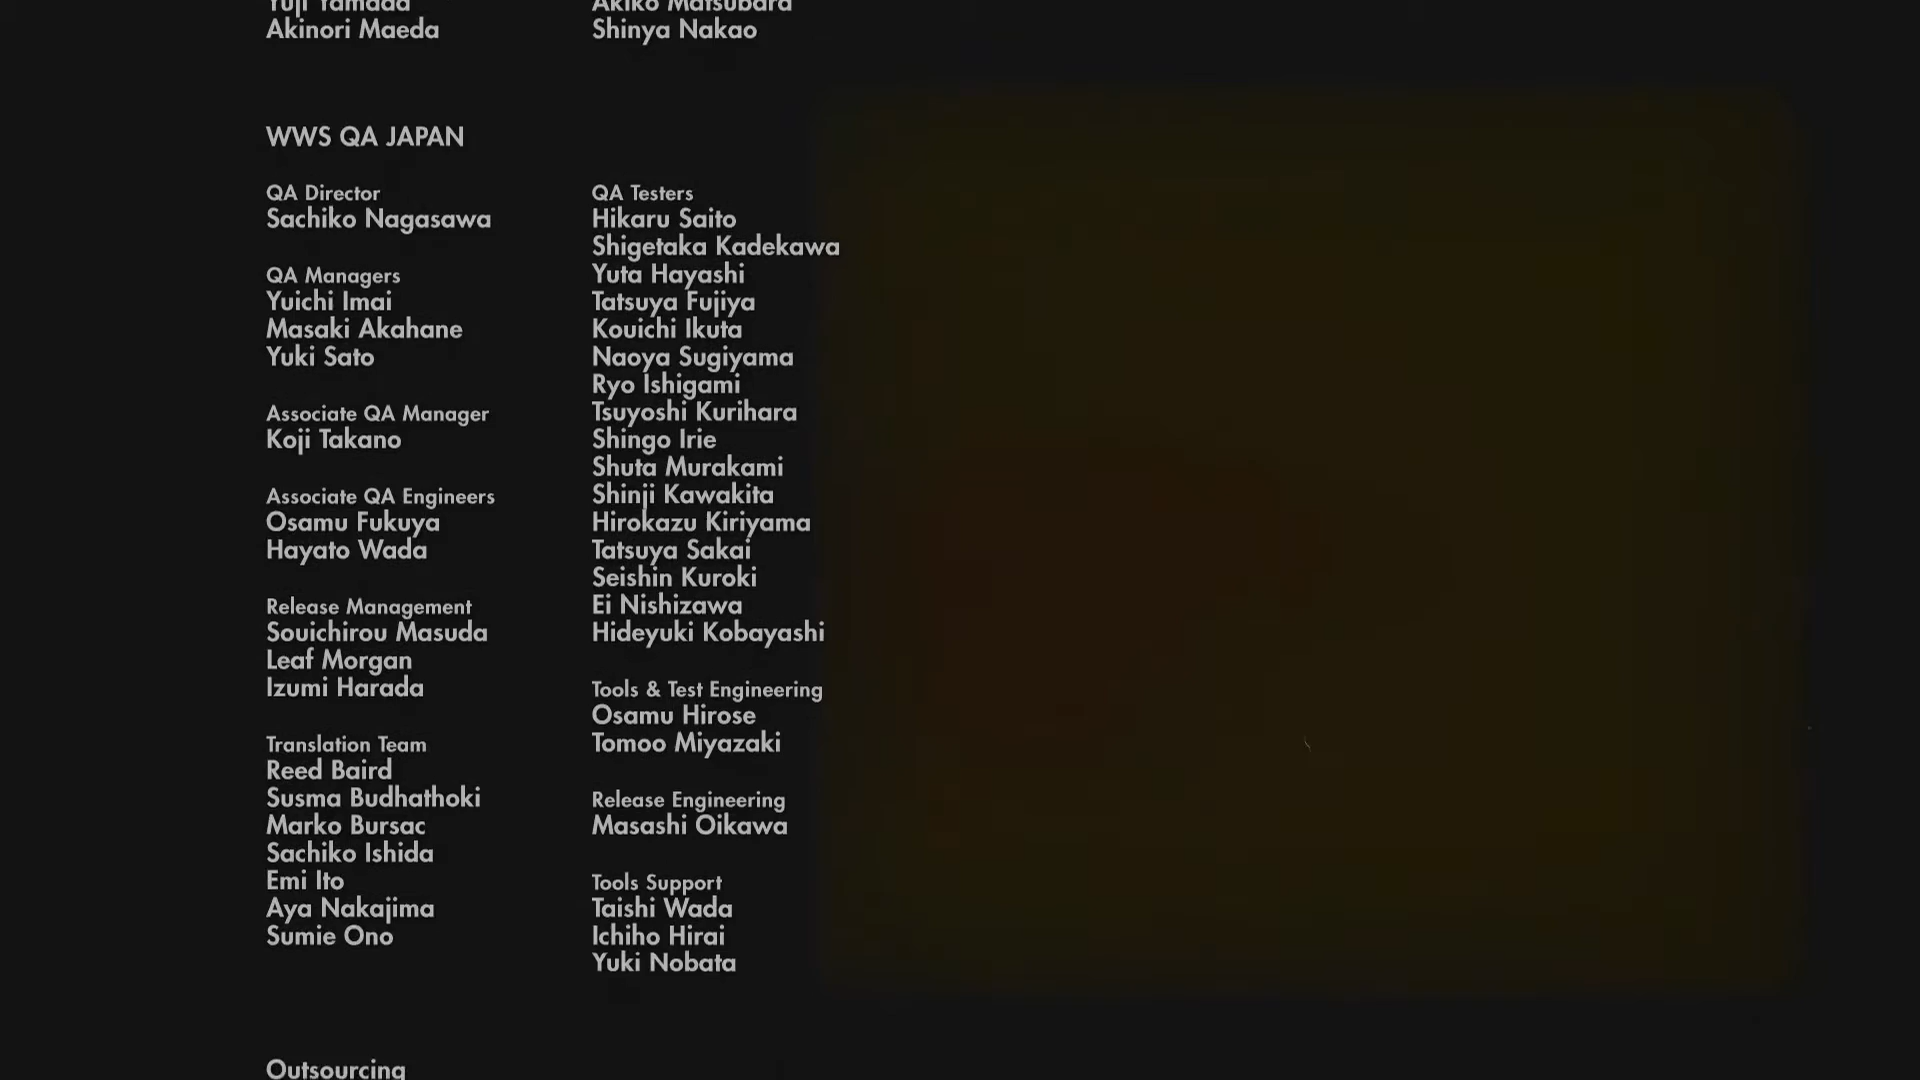 Yuji Yamada
Akinori Maeda
Akiko Matsubara
Shinya Nakao
WWS QA JAPAN
QA Director
Sachiko Nagasawa
QA Managers
Yuichi Imai
Masaki Akahane
Yuki Sato
Associate QA Manager
Koji Takano
Associate QA Engineers
Osamu Fukuya
Hayato Wada
Release Management
Souichirou Masuda
Leaf Morgan
Izumi Harada
Translation Team
Reed Baird
Susma Budhathoki
Marko Bursac
Sachiko Ishida
Emi Ito
Aya Nakajima
Sumie Ono
QA Testers
Hikaru Saito
Shigetaka Kadekawa
Yuta Hayashi
Tatsuya Fujiya
Kouichi Ikuta
Naoya Sugiyama
Ryo Ishigami
Tsuyoshi Kurihara
Shingo Irie
Shuta Murakami
Shinji Kawakita
Hirokazu Kiriyama
Tatsuya Sakai
Seishin Kuroki
Ei Nishizawa
Hideyuki Kobayashi
Tools & Test Engineering
Osamu Hirose
Tomoo Miyazaki
Release Engineering
Masashi Oikawa
Tools Support
Taishi Wada
Ichiho Hirai
Yuki Nobata
Outsourcing